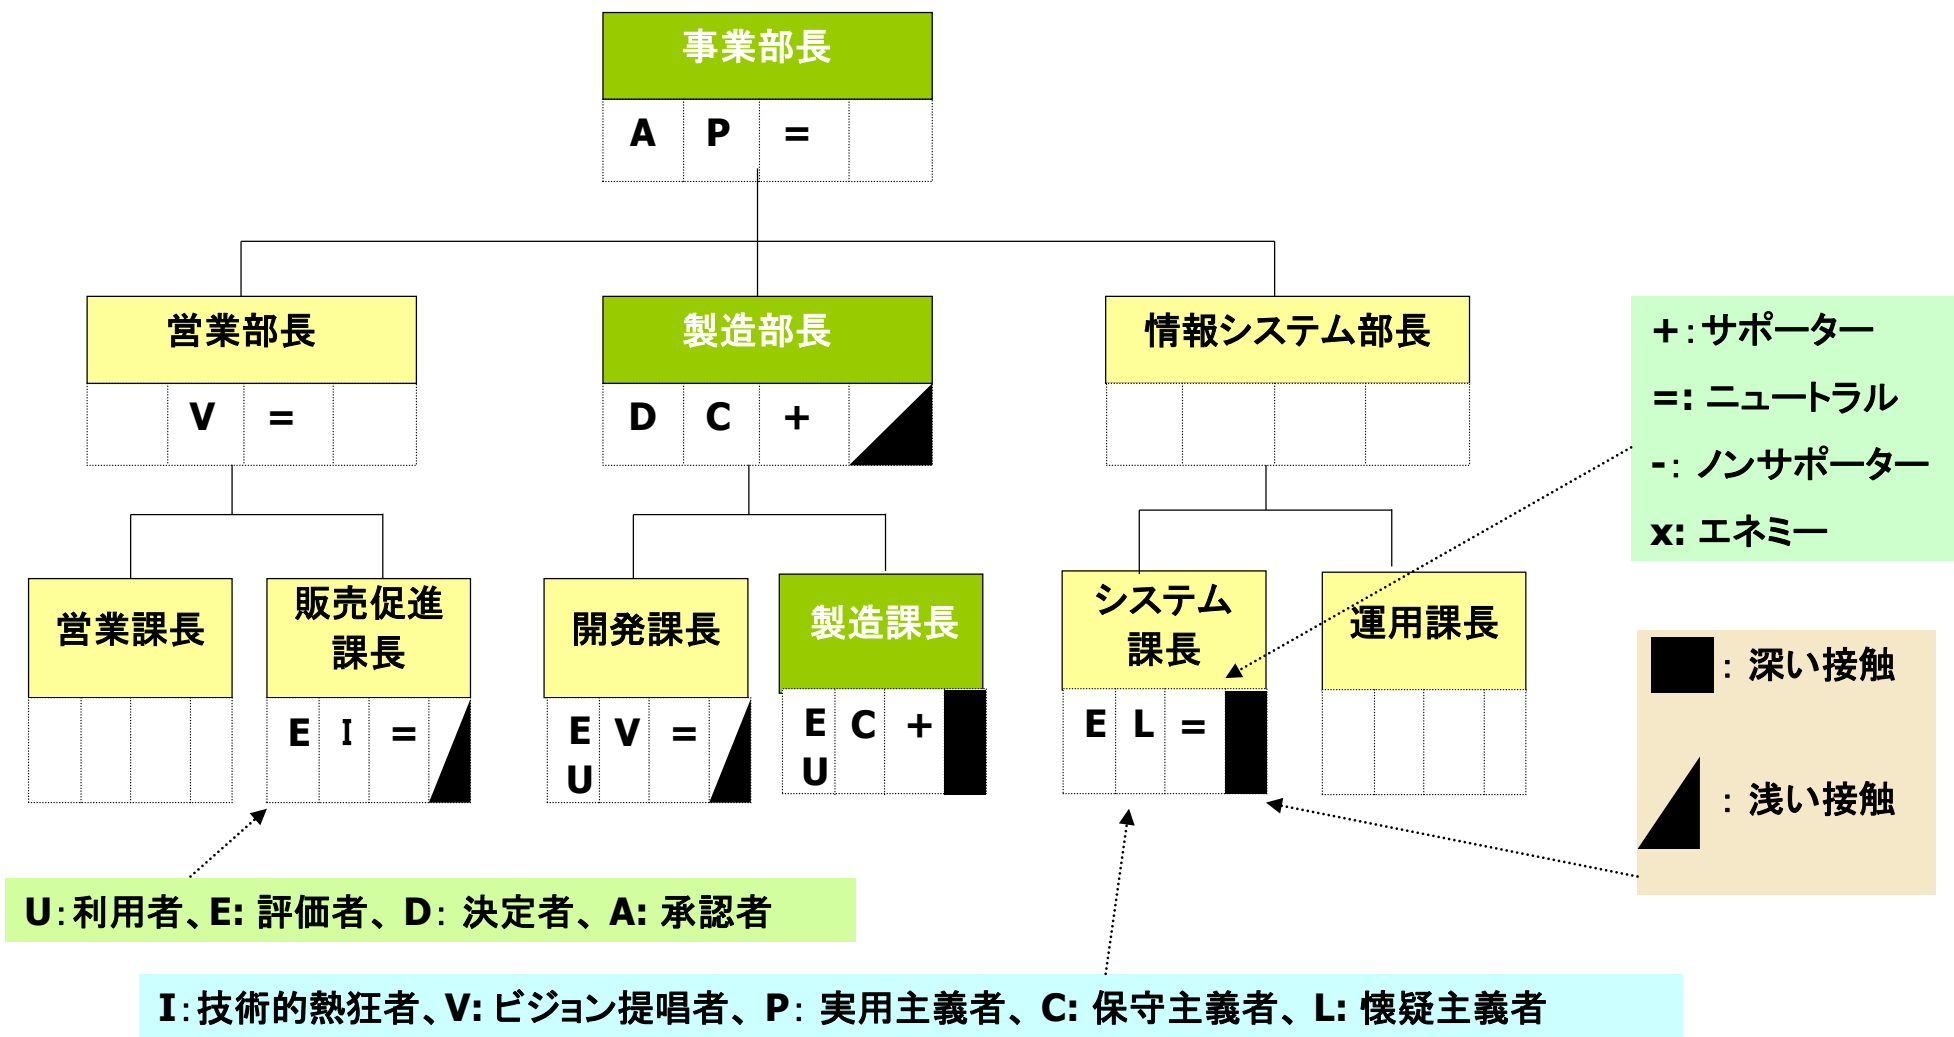 事業部長
A P =
営業部長
V =
製造部長
D C +
情報システム部長
+:サポーター
=: ニュートラル
-: ノンサポーター
x: エネミー
営業課長
販売促進
課長
E I =
開発課長
E V =
U
製造課長
E C +
U
システム
課長
E L =
運用課長
: 深い接触
: 浅い接触
U:利用者、E: 評価者、D: 決定者、A: 承認者
I:技術的熱狂者、V: ビジョン提唱者、P: 実用主義者、C: 保守主義者、L: 懐疑主義者